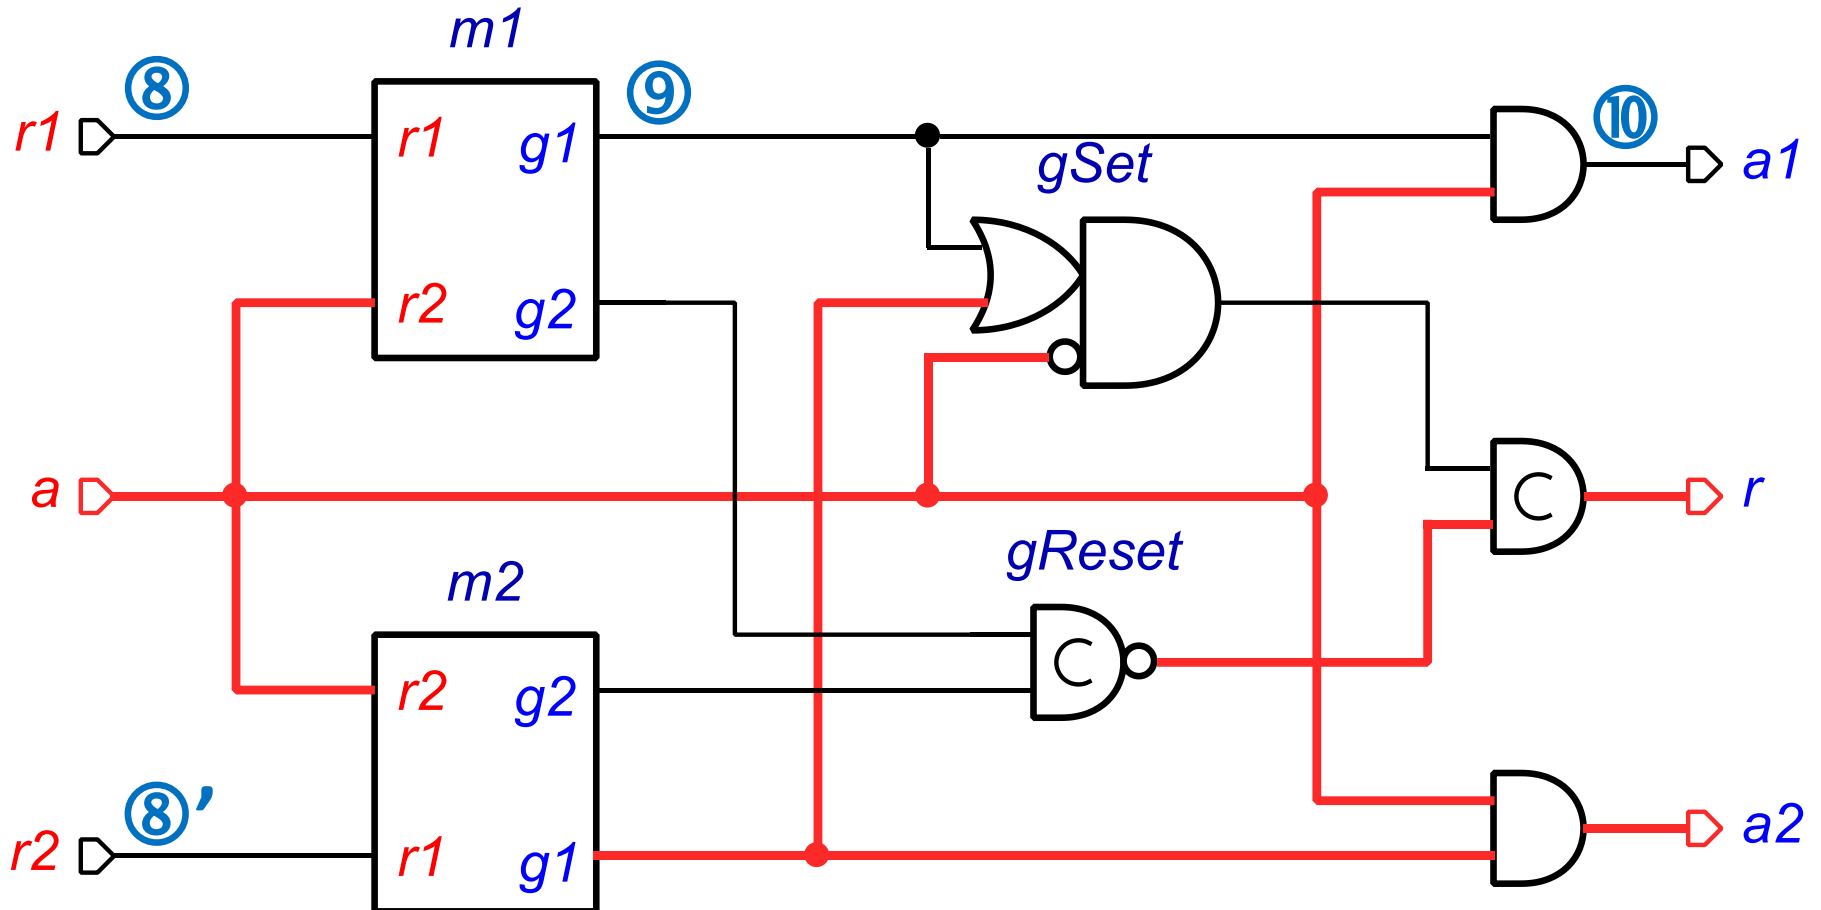 m1
⑧
⑨
⑩
r1
r1
g1
a1
gSet
r2
g2
a
r
gReset
m2
C
C
r2
g2
⑧’
a2
r2
r1
g1